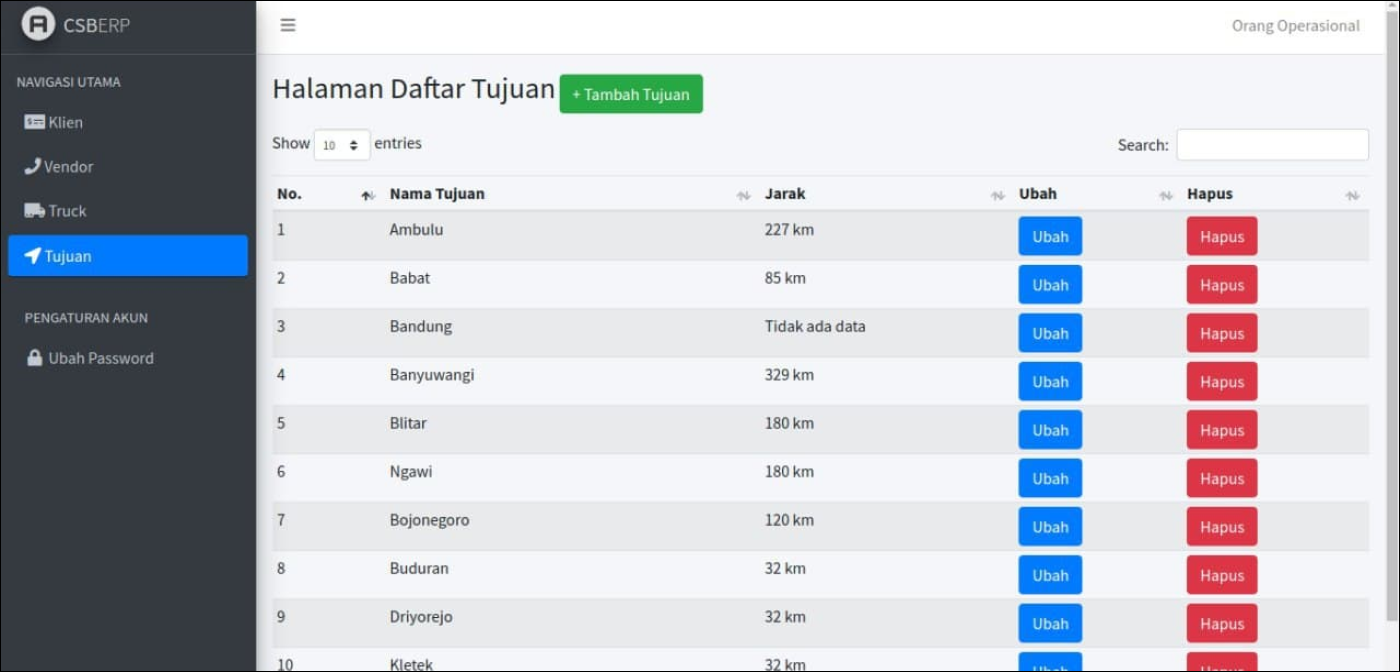 CSBERP
Orang Operasional
NAVIGASI UTAMA
Klien
Vendor
Truck
Tujuan
PENGATURAN AKUN
Ubah Password
Halaman Daftar Tujuan + Tambah Tujuan
Show 10 entries Search:
No. Nama Tujuan Jarak Ubah Hapus
1 Ambulu 227 km Ubah Hapus
2 Babat 85 km Ubah Hapus
3 Bandung Tidak ada data Ubah Hapus
4 Banyuwangi 329 km Ubah Hapus
5 Blitar 180 km Ubah Hapus
6 Ngawi 180 km Ubah Hapus
7 Bojonegoro 120 km Ubah Hapus
8 Buduran 32 km Ubah Hapus
9 Driyorejo 32 km Ubah Hapus
10 Kletek 32 km Ubah Hapus